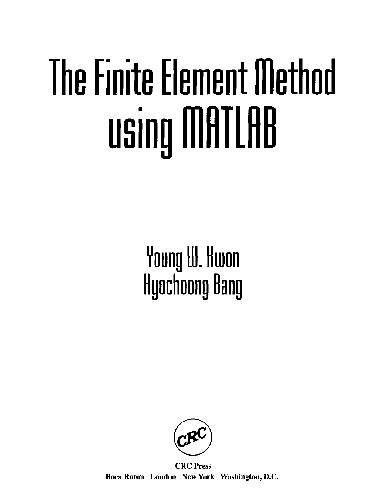 The Finite Element Method
using MATLAB
Young W. Kwon
Hyochoong Bang
CRC
CRC Press
Boca Raton London New York Washington, D.C.